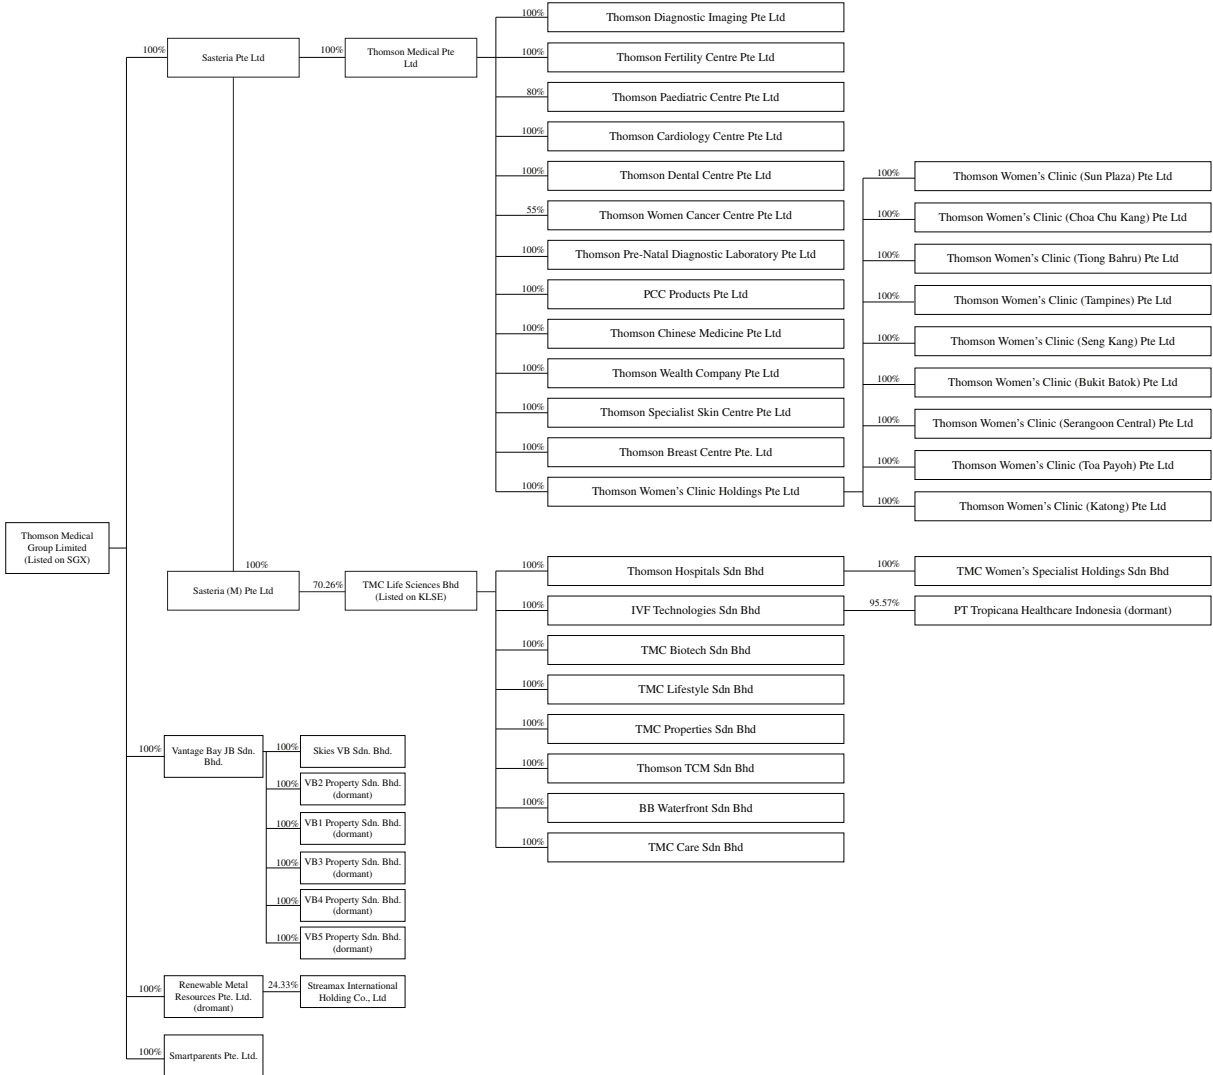 Thomson Medical
Group Limited
(Listed on SGX)
100%
Sasteria Pte Ltd
100%
Thomson Medical Pte
Ltd
100%
Thomson Diagnostic Imaging Pte Ltd
100%
Thomson Fertility Centre Pte Ltd
80%
Thomson Paediatric Centre Pte Ltd
100%
Thomson Cardiology Centre Pte Ltd
100%
Thomson Dental Centre Pte Ltd
55%
Thomson Women Cancer Centre Pte Ltd
100%
Thomson Pre-Natal Diagnostic Laboratory Pte Ltd
100%
PCC Products Pte Ltd
100%
Thomson Chinese Medicine Pte Ltd
100%
Thomson Wealth Company Pte Ltd
100%
Thomson Specialist Skin Centre Pte Ltd
100%
Thomson Breast Centre Pte. Ltd
100%
Thomson Women's Clinic Holdings Pte Ltd
100%
Thomson Women's Clinic (Sun Plaza) Pte Ltd
100%
Thomson Women's Clinic (Choa Chu Kang) Pte Ltd
100%
Thomson Women's Clinic (Tiong Bahru) Pte Ltd
100%
Thomson Women's Clinic (Tampines) Pte Ltd
100%
Thomson Women's Clinic (Seng Kang) Pte Ltd
100%
Thomson Women's Clinic (Bukit Batok) Pte Ltd
100%
Thomson Women's Clinic (Serangoon Central) Pte Ltd
100%
Thomson Women's Clinic (Toa Payoh) Pte Ltd
100%
Thomson Women's Clinic (Katong) Pte Ltd
100%
Sasteria (M) Pte Ltd
70.26%
TMC Life Sciences Bhd
(Listed on KLSE)
100%
Thomson Hospitals Sdn Bhd
100%
TMC Women's Specialist Holdings Sdn Bhd
100%
IVF Technologies Sdn Bhd
95.57%
PT Tropicana Healthcare Indonesia (dormant)
100%
TMC Biotech Sdn Bhd
100%
TMC Lifestyle Sdn Bhd
100%
TMC Properties Sdn Bhd
100%
Thomson TCM Sdn Bhd
100%
BB Waterfront Sdn Bhd
100%
TMC Care Sdn Bhd
100%
Vantage Bay JB Sdn.
Bhd.
100%
Skies VB Sdn. Bhd.
100%
VB2 Property Sdn. Bhd.
(dormant)
100%
VB1 Property Sdn. Bhd.
(dormant)
100%
VB3 Property Sdn. Bhd.
(dormant)
100%
VB4 Property Sdn. Bhd.
(dormant)
100%
VB5 Property Sdn. Bhd.
(dormant)
100%
Renewable Metal
Resources Pte. Ltd.
(dromant)
24.33%
Streamax International
Holding Co., Ltd
100%
Smartparents Pte. Ltd.